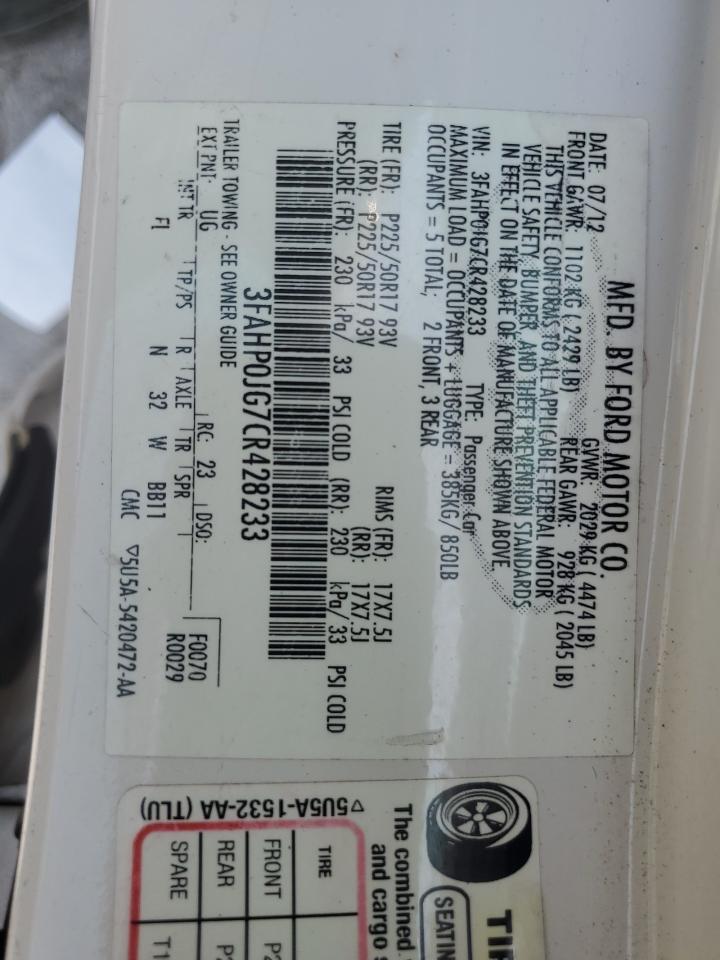 MFD. BY FORD MOTOR CO.
DATE: 07/12 GVWR: 2029 KG ( 4474 LB)
FRONT GAWR: 1102 KG ( 2429 LB) REAR GAWR: 928 KG ( 2045 LB)
THIS VEHICLE CONFORMS TO ALL APPLICABLE FEDERAL MOTOR
VEHICLE SAFETY, BUMPER, AND THEFT PREVENTION STANDARDS
IN EFFECT ON THE DATE OF MANUFACTURE SHOWN ABOVE.
VIN: 3FAHP0JG7CR428233 TYPE: Passenger Car
MAXIMUM LOAD = OCCUPANTS + LUGGAGE = 385KG/ 850LB
OCCUPANTS = 5 TOTAL, 2 FRONT, 3 REAR
TIRE (FR): P225/50R17 93V RIMS (FR): 17X7.5J
(RR): P225/50R17 93V (RR): 17X7.5J
PRESSURE (FR): 230 kPa/ 33 PSI COLD (RR): 230 kPa/ 33 PSI COLD
3FAHP0JG7CR428233
TRAILER TOWING - SEE OWNER GUIDE
EXT PNT: UG RC: 23 DSO: F0070
R0029
INT TR TP/PS R AXLE TR SPR
FL N 32 W BB11
CMC ▽5U5A-5420472-AA
TIR
SEATIN
The combined
and cargo
TIRE
FRONT P2
REAR P2
SPARE T1
▽5U5A-1532-AA (TLU)